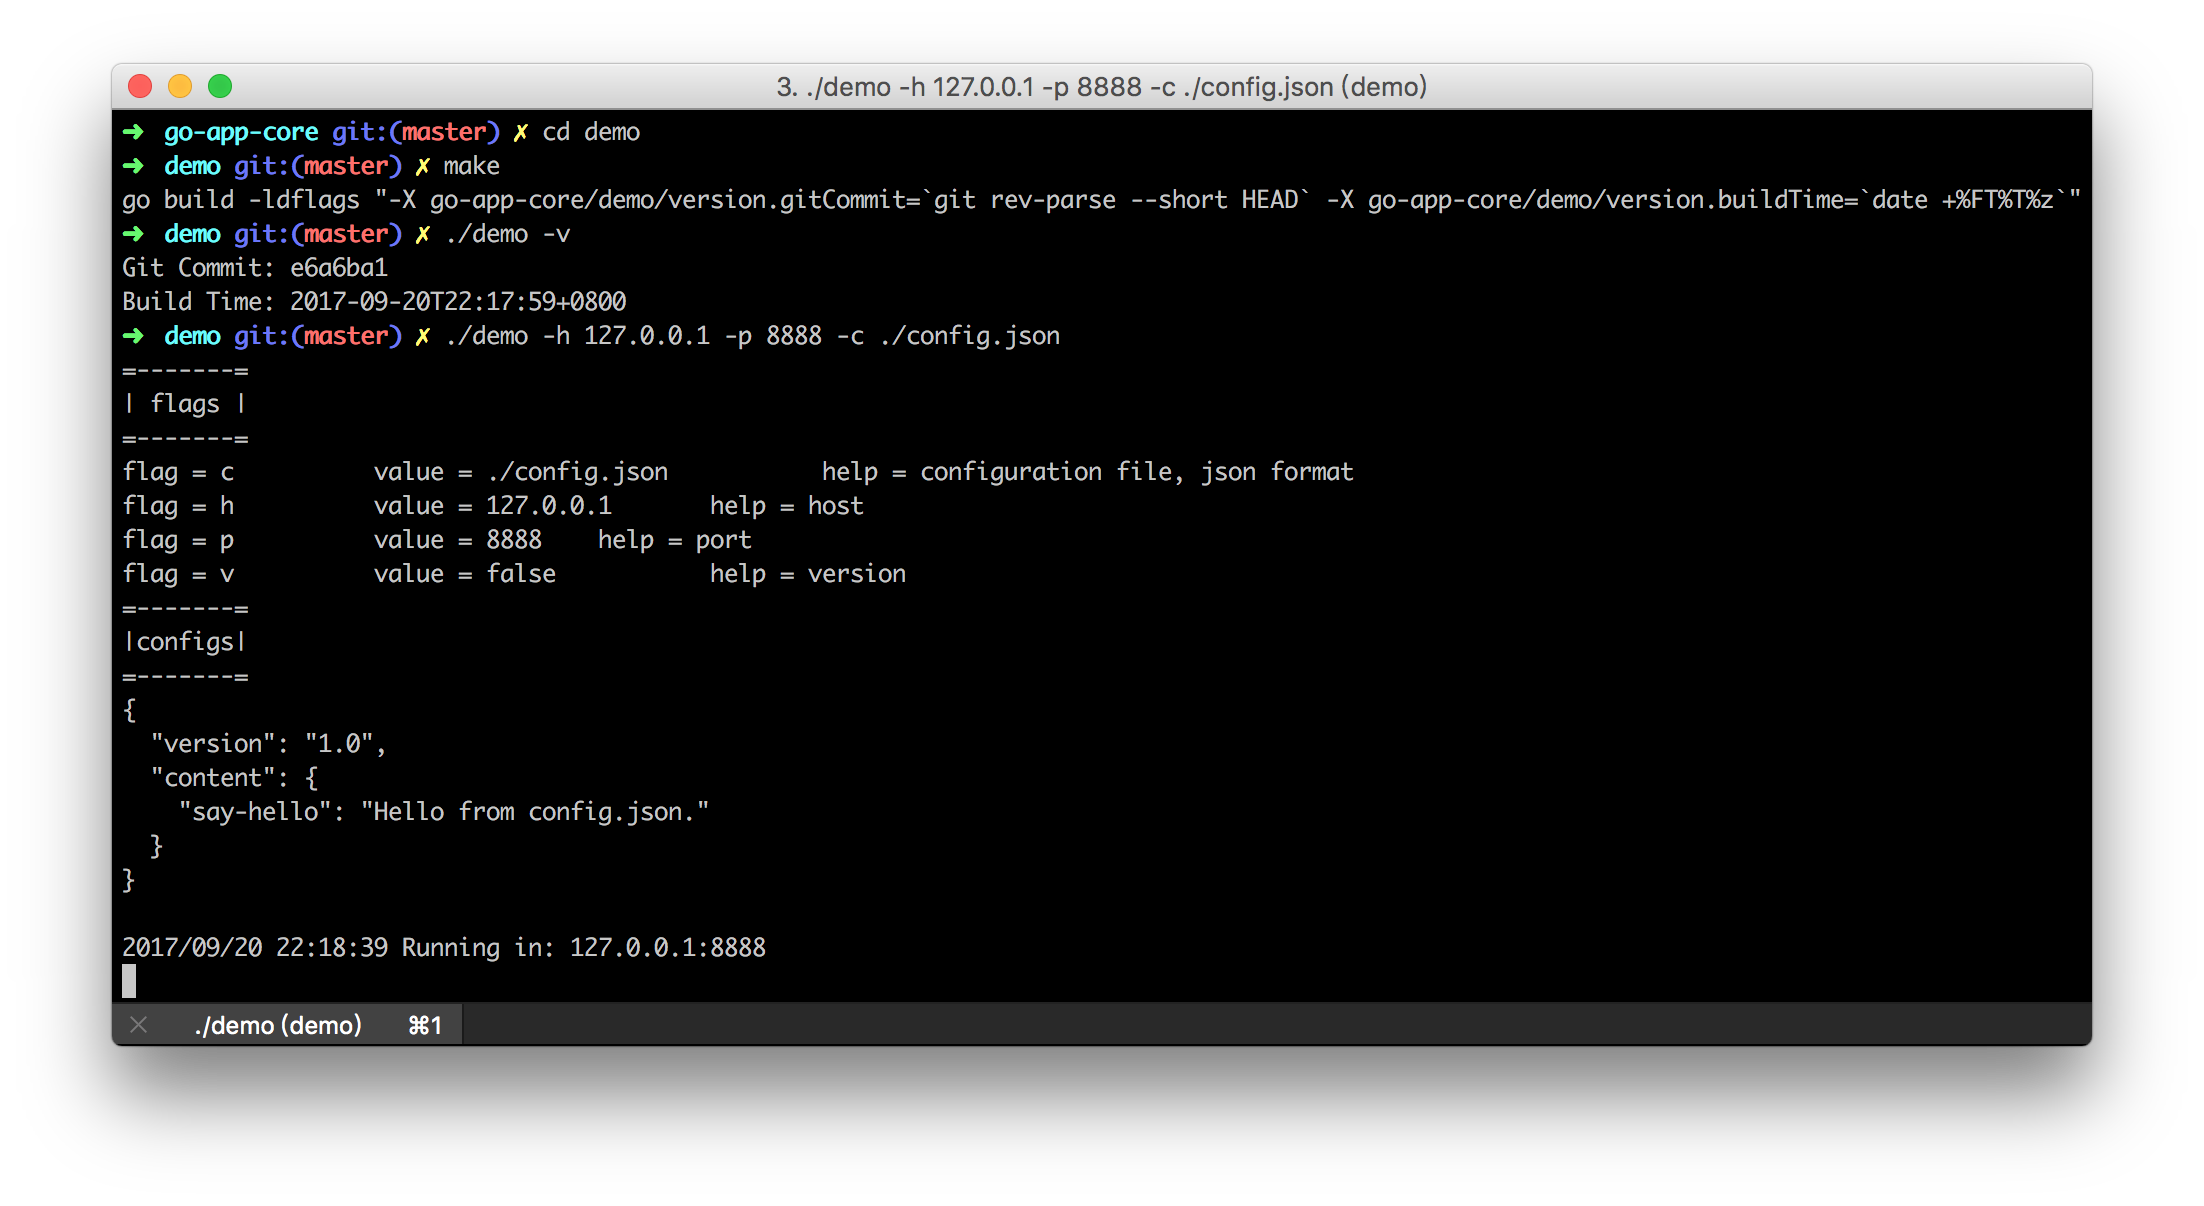 3. ./demo -h 127.0.0.1 -p 8888 -c ./config.json (demo)
➜  go-app-core git:(master) ✗ cd demo
➜  demo git:(master) ✗ make
go build -ldflags "-X go-app-core/demo/version.gitCommit=`git rev-parse --short HEAD` -X go-app-core/demo/version.buildTime=`date +%FT%T%z`"
➜  demo git:(master) ✗ ./demo -v
Git Commit: e6a6ba1
Build Time: 2017-09-20T22:17:59+0800
➜  demo git:(master) ✗ ./demo -h 127.0.0.1 -p 8888 -c ./config.json
=-------=
| flags |
=-------=
flag = c          value = ./config.json           help = configuration file, json format
flag = h          value = 127.0.0.1       help = host
flag = p          value = 8888    help = port
flag = v          value = false           help = version
=-------=
|configs|
=-------=
{
  "version": "1.0",
  "content": {
    "say-hello": "Hello from config.json."
  }
}
2017/09/20 22:18:39 Running in: 127.0.0.1:8888
./demo (demo) ⌘1